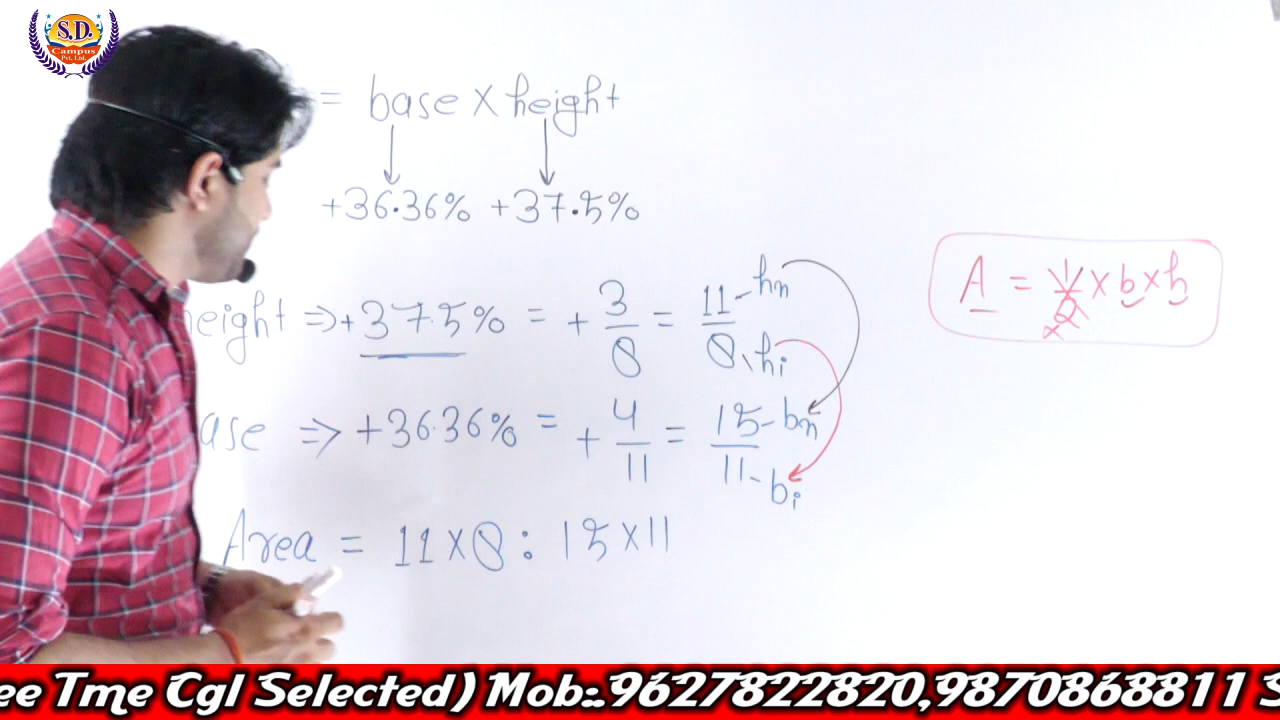 S.D.
Campus
Pvt. Ltd.
= base × height
+36.36% +37.5%
A = 1/2 × b × h
eight ⇒ +37.5% = + 3/8 = 11/8 - hn
hi
ase ⇒ +36.36% = + 4/11 = 15/11 - bn
- bi
Area = 11×8 : 15×11
ee Tme Cgl Selected) Mob:.9627822820,9870868811 S